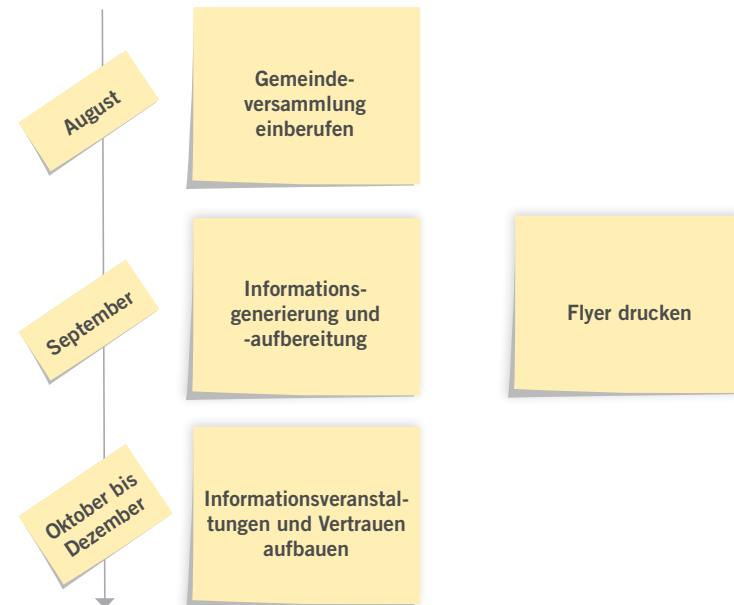 August
Gemeinde-
versammlung
einberufen
September
Informations-
generierung und
-aufbereitung
Flyer drucken
Oktober bis
Dezember
Informationsveranstal-
tungen und Vertrauen
aufbauen